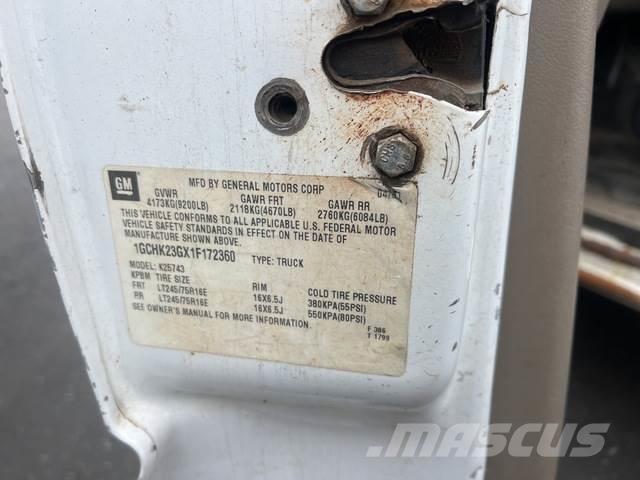 GM
MFD BY GENERAL MOTORS CORP
GVWR GAWR FRT GAWR RR
4173KG(9200LB) 2118KG(4670LB) 2760KG(6084LB)
THIS VEHICLE CONFORMS TO ALL APPLICABLE U.S. FEDERAL MOTOR
VEHICLE SAFETY STANDARDS IN EFFECT ON THE DATE OF
MANUFACTURE SHOWN ABOVE.
1GCHK23GX1F172360 TYPE: TRUCK
MODEL: K25743
KPBM TIRE SIZE RIM COLD TIRE PRESSURE
FRT LT245/75R16E 16X6.5J 380KPA(55PSI)
RR LT245/75R16E 16X6.5J 550KPA(80PSI)
SEE OWNER'S MANUAL FOR MORE INFORMATION.
F 386
T 1799
MASCUS